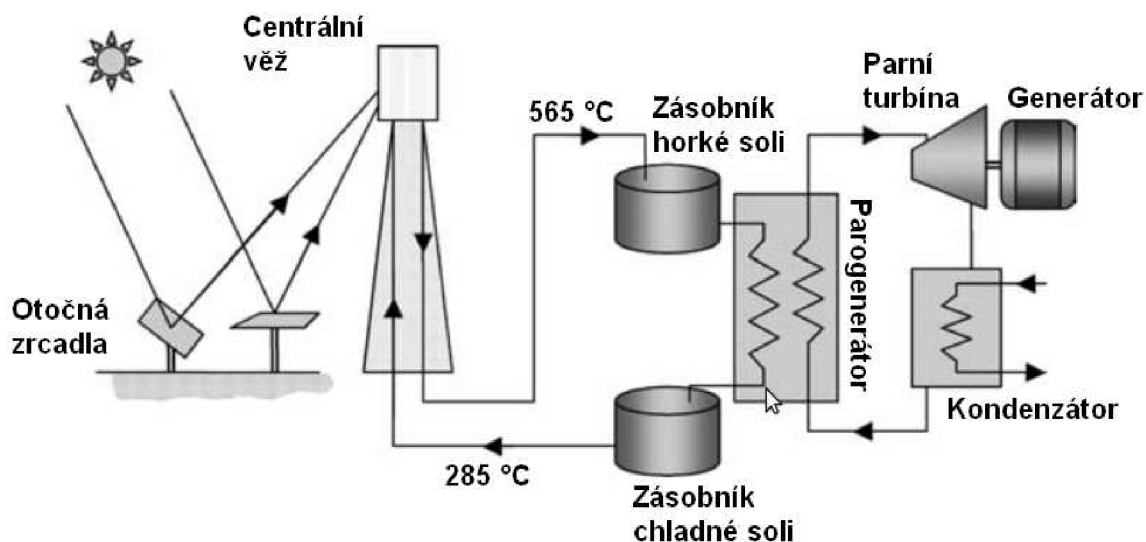 Centrální
věž
Parní
turbína
Generátor
565 °C
Zásobník
horké soli
Parogenerátor
Otočná
zrcadla
Kondenzátor
285 °C
Zásobník
chladné soli